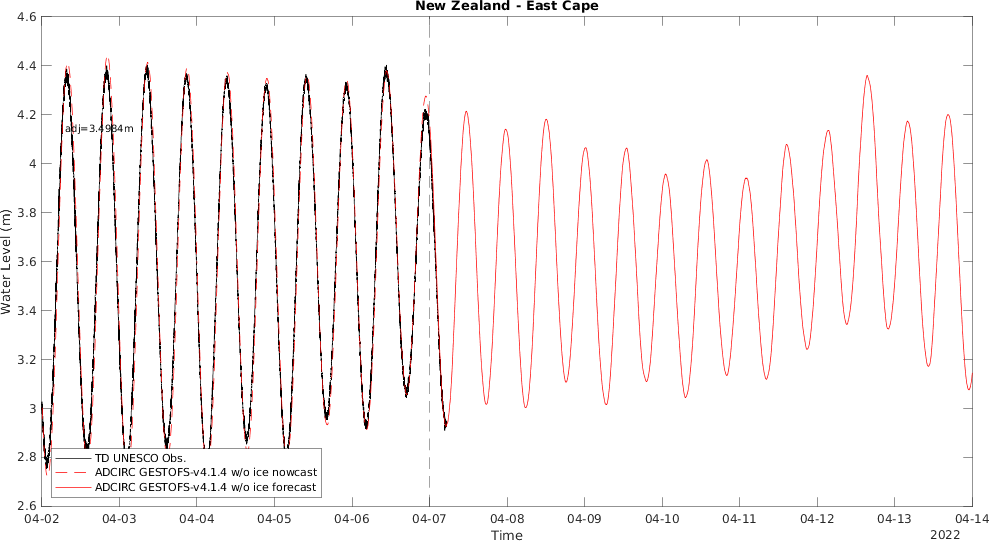 New Zealand - East Cape
4.6
4.4
4.2
4
3.8
3.6
3.4
3.2
3
2.8
2.6
Water Level (m)
adj=3.4984m
TD UNESCO Obs.
ADCIRC GESTOFS-v4.1.4 w/o ice nowcast
ADCIRC GESTOFS-v4.1.4 w/o ice forecast
04-02 04-03 04-04 04-05 04-06 04-07 04-08 04-09 04-10 04-11 04-12 04-13 04-14
Time
2022